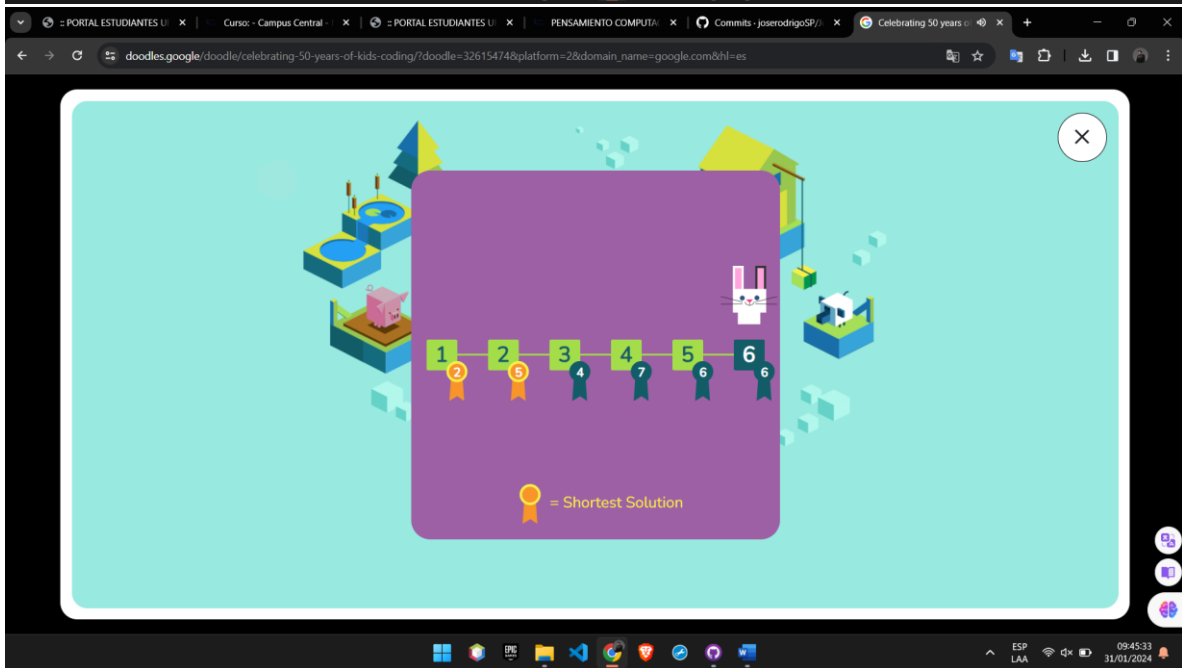 :: PORTAL ESTUDIANTES U
Curso: - Campus Central -
:: PORTAL ESTUDIANTES U
PENSAMIENTO COMPUTA
Commits · joserodrigoSP/
Celebrating 50 years o
doodles.google/doodle/celebrating-50-years-of-kids-coding/?doodle=32615474&platform=2&domain_name=google.com&hl=es
1 2 3 4 5 6
2 5 4 7 6 6
= Shortest Solution
EPIC
ESP
LAA
09:45:33
31/01/2024